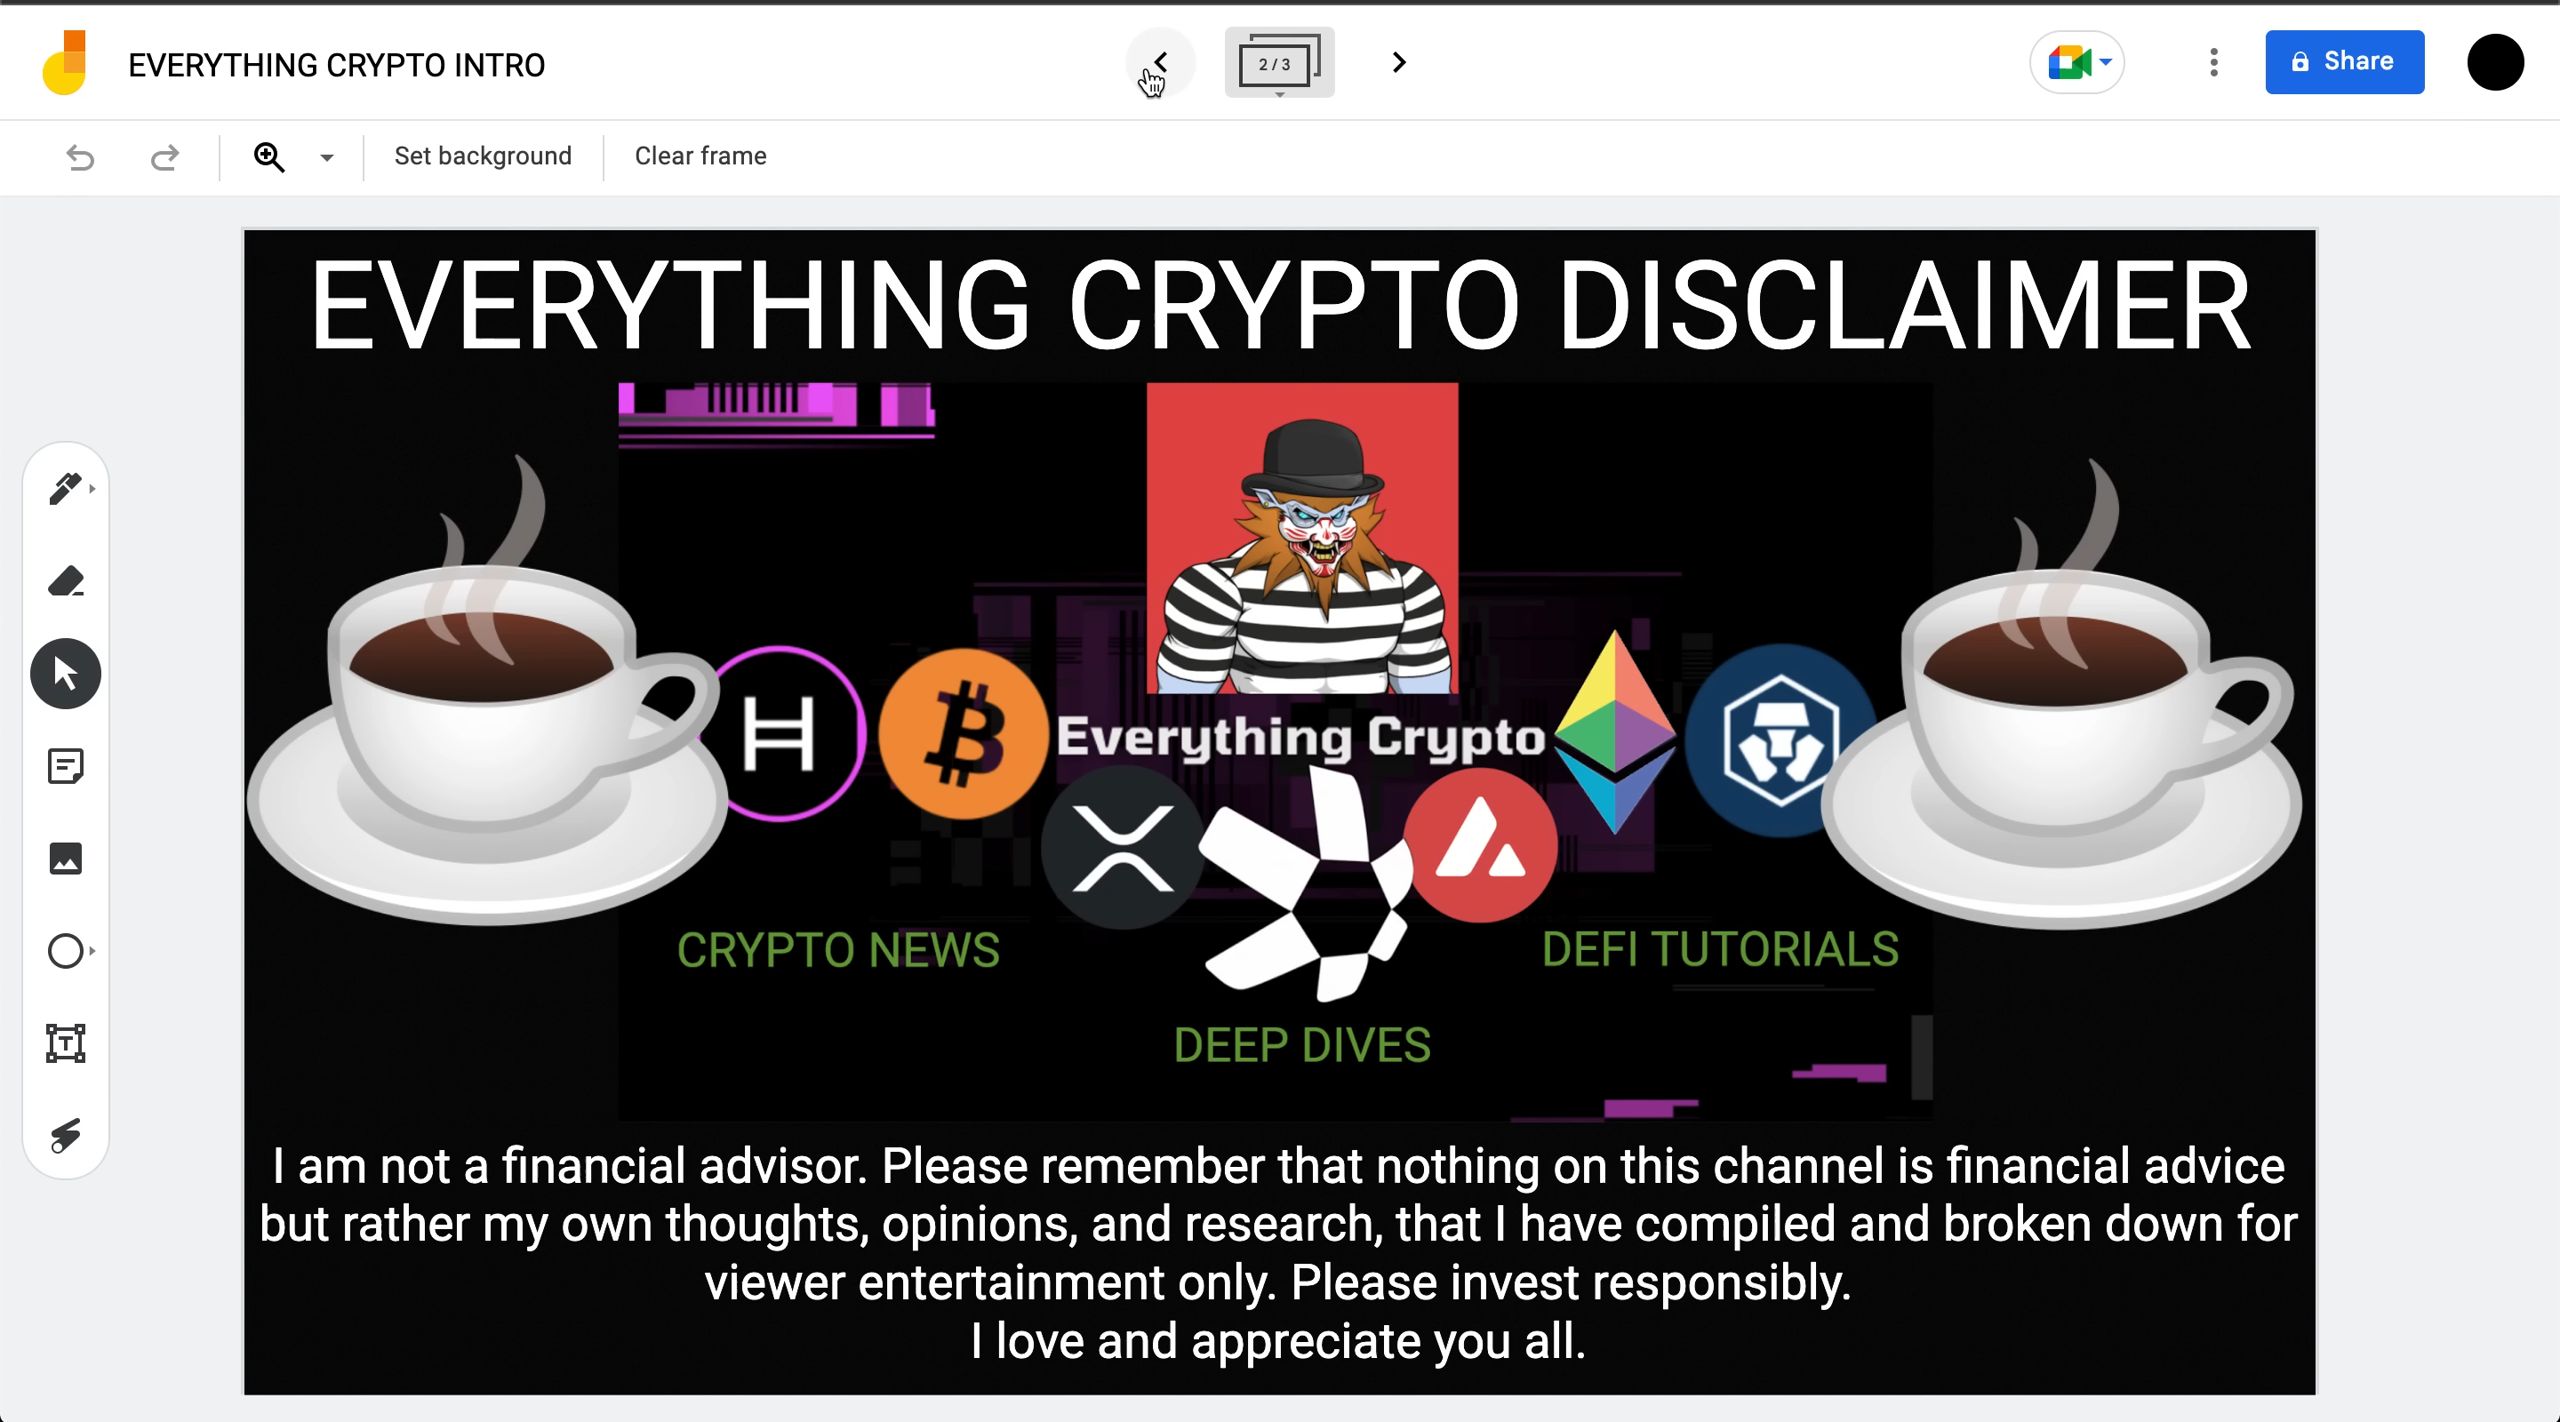 EVERYTHING CRYPTO INTRO
2 / 3
Share
Set background
Clear frame
EVERYTHING CRYPTO DISCLAIMER
Everything Crypto
CRYPTO NEWS
DEFI TUTORIALS
DEEP DIVES
I am not a financial advisor. Please remember that nothing on this channel is financial advice
but rather my own thoughts, opinions, and research, that I have compiled and broken down for
viewer entertainment only. Please invest responsibly.
I love and appreciate you all.